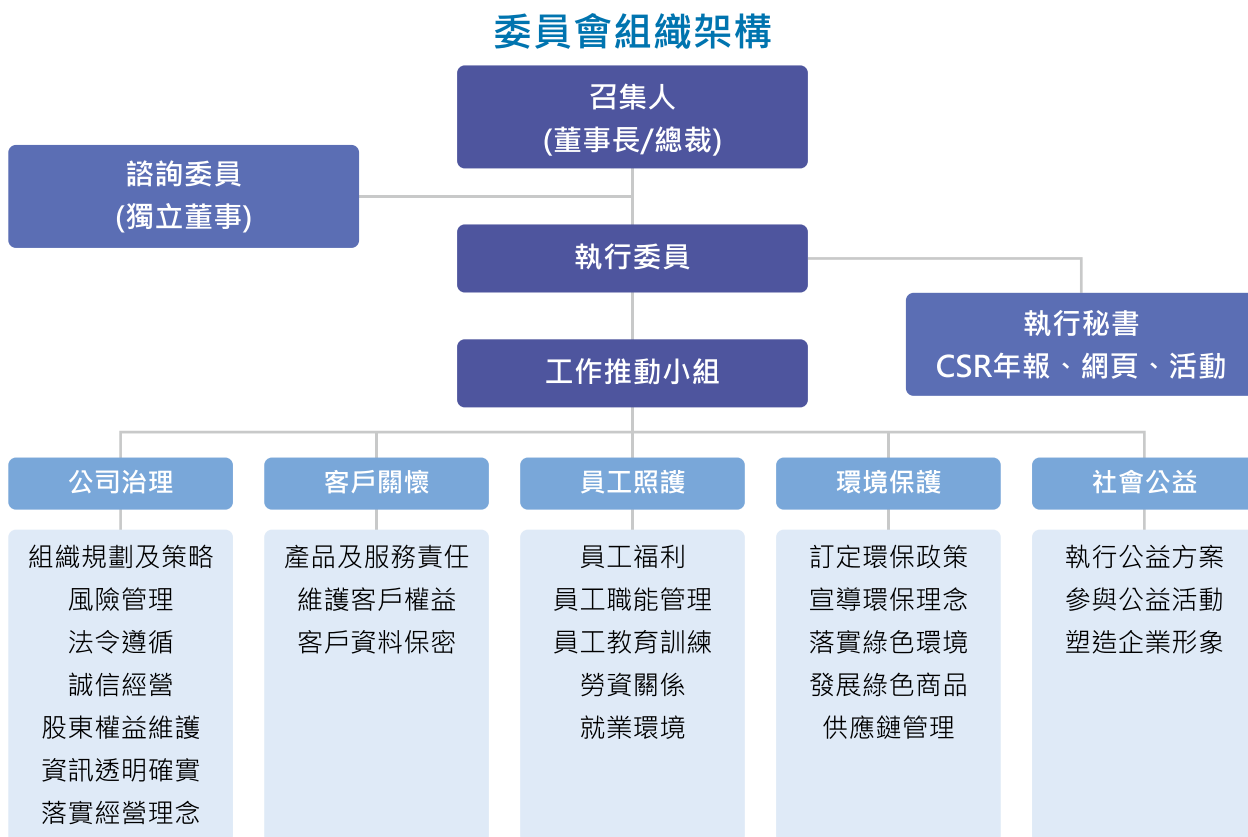 委員會組織架構
召集人
(董事長/總裁)
諮詢委員
(獨立董事)
執行委員
執行秘書
CSR年報、網頁、活動
工作推動小組
公司治理
組織規劃及策略
風險管理
法令遵循
誠信經營
股東權益維護
資訊透明確實
落實經營理念
客戶關懷
產品及服務責任
維護客戶權益
客戶資料保密
員工照護
員工福利
員工職能管理
員工教育訓練
勞資關係
就業環境
環境保護
訂定環保政策
宣導環保理念
落實綠色環境
發展綠色商品
供應鏈管理
社會公益
執行公益方案
參與公益活動
塑造企業形象